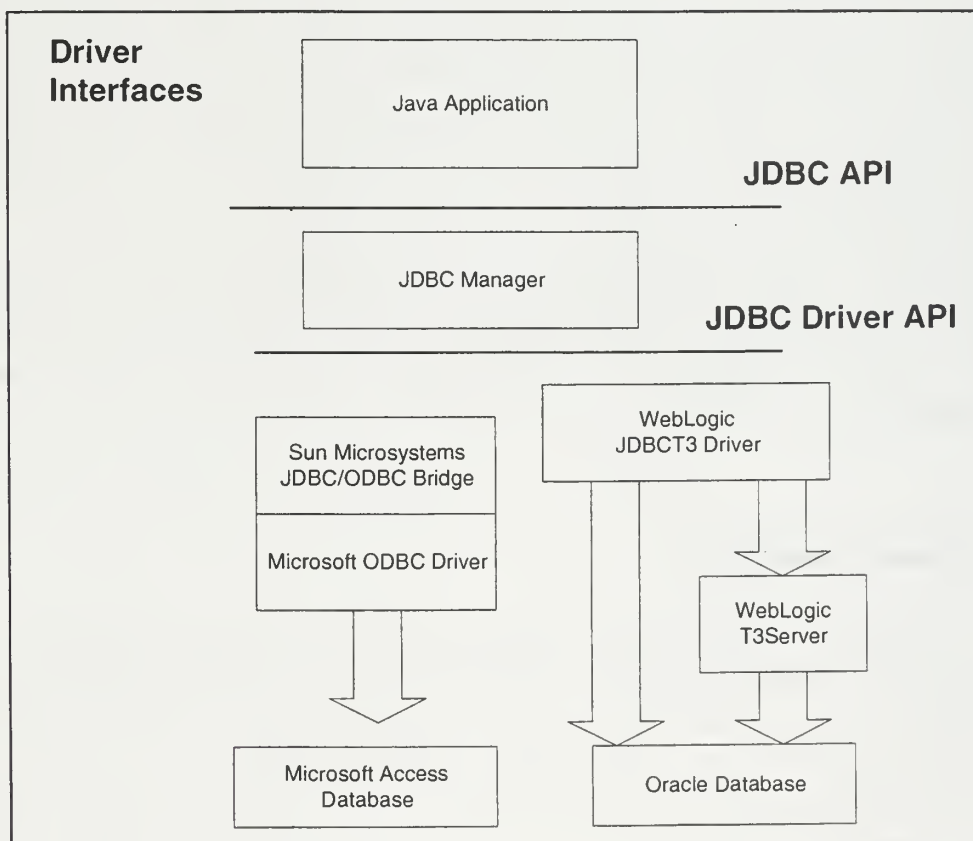 Driver
Interfaces
Java Application
JDBC API
JDBC Manager
JDBC Driver API
Sun Microsystems
JDBC/ODBC Bridge
Microsoft ODBC Driver
WebLogic
JDBCT3 Driver
WebLogic
T3Server
Microsoft Access
Database
Oracle Database